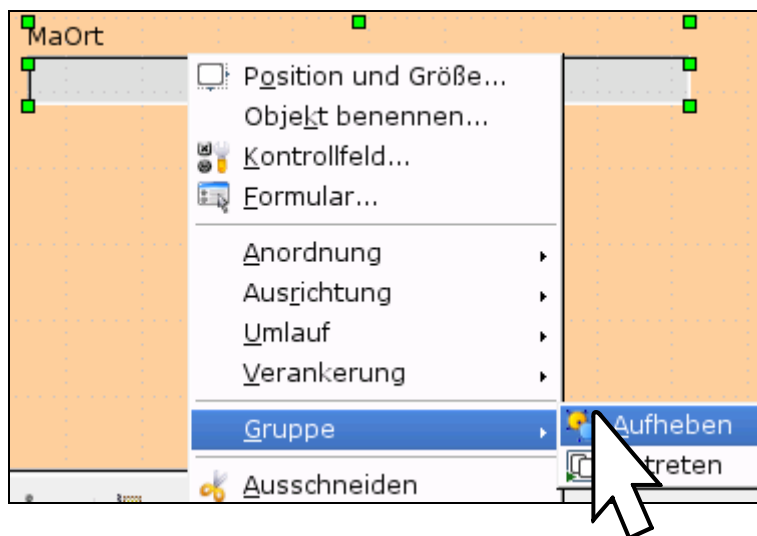 MaOrt
Position und Größe...
Objekt benennen...
Kontrollfeld...
Formular...
Anordnung
Ausrichtung
Umlauf
Verankerung
Gruppe
Aufheben
treten
Ausschneiden